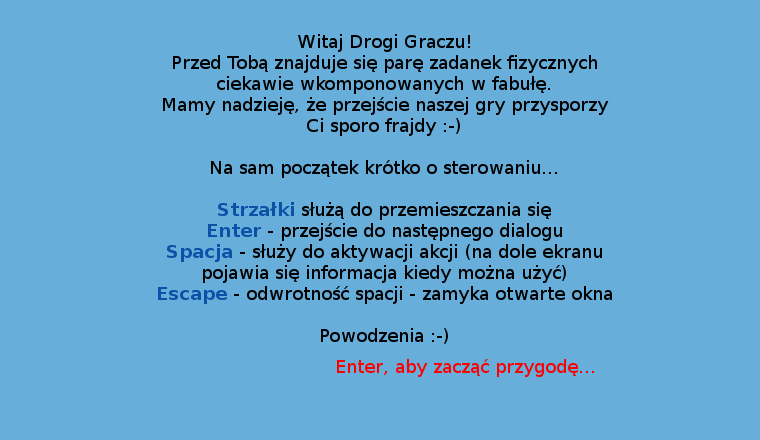 Witaj Drogi Graczu!
Przed Tobą znajduje się parę zadanek fizycznych
ciekawie wkomponowanych w fabułę.
Mamy nadzieję, że przejście naszej gry przysporzy
Ci sporo frajdy :-)
Na sam początek krótko o sterowaniu...
Strzałki służą do przemieszczania się
Enter - przejście do następnego dialogu
Spacja - służy do aktywacji akcji (na dole ekranu
pojawia się informacja kiedy można użyć)
Escape - odwrotność spacji - zamyka otwarte okna
Powodzenia :-)
Enter, aby zacząć przygodę...